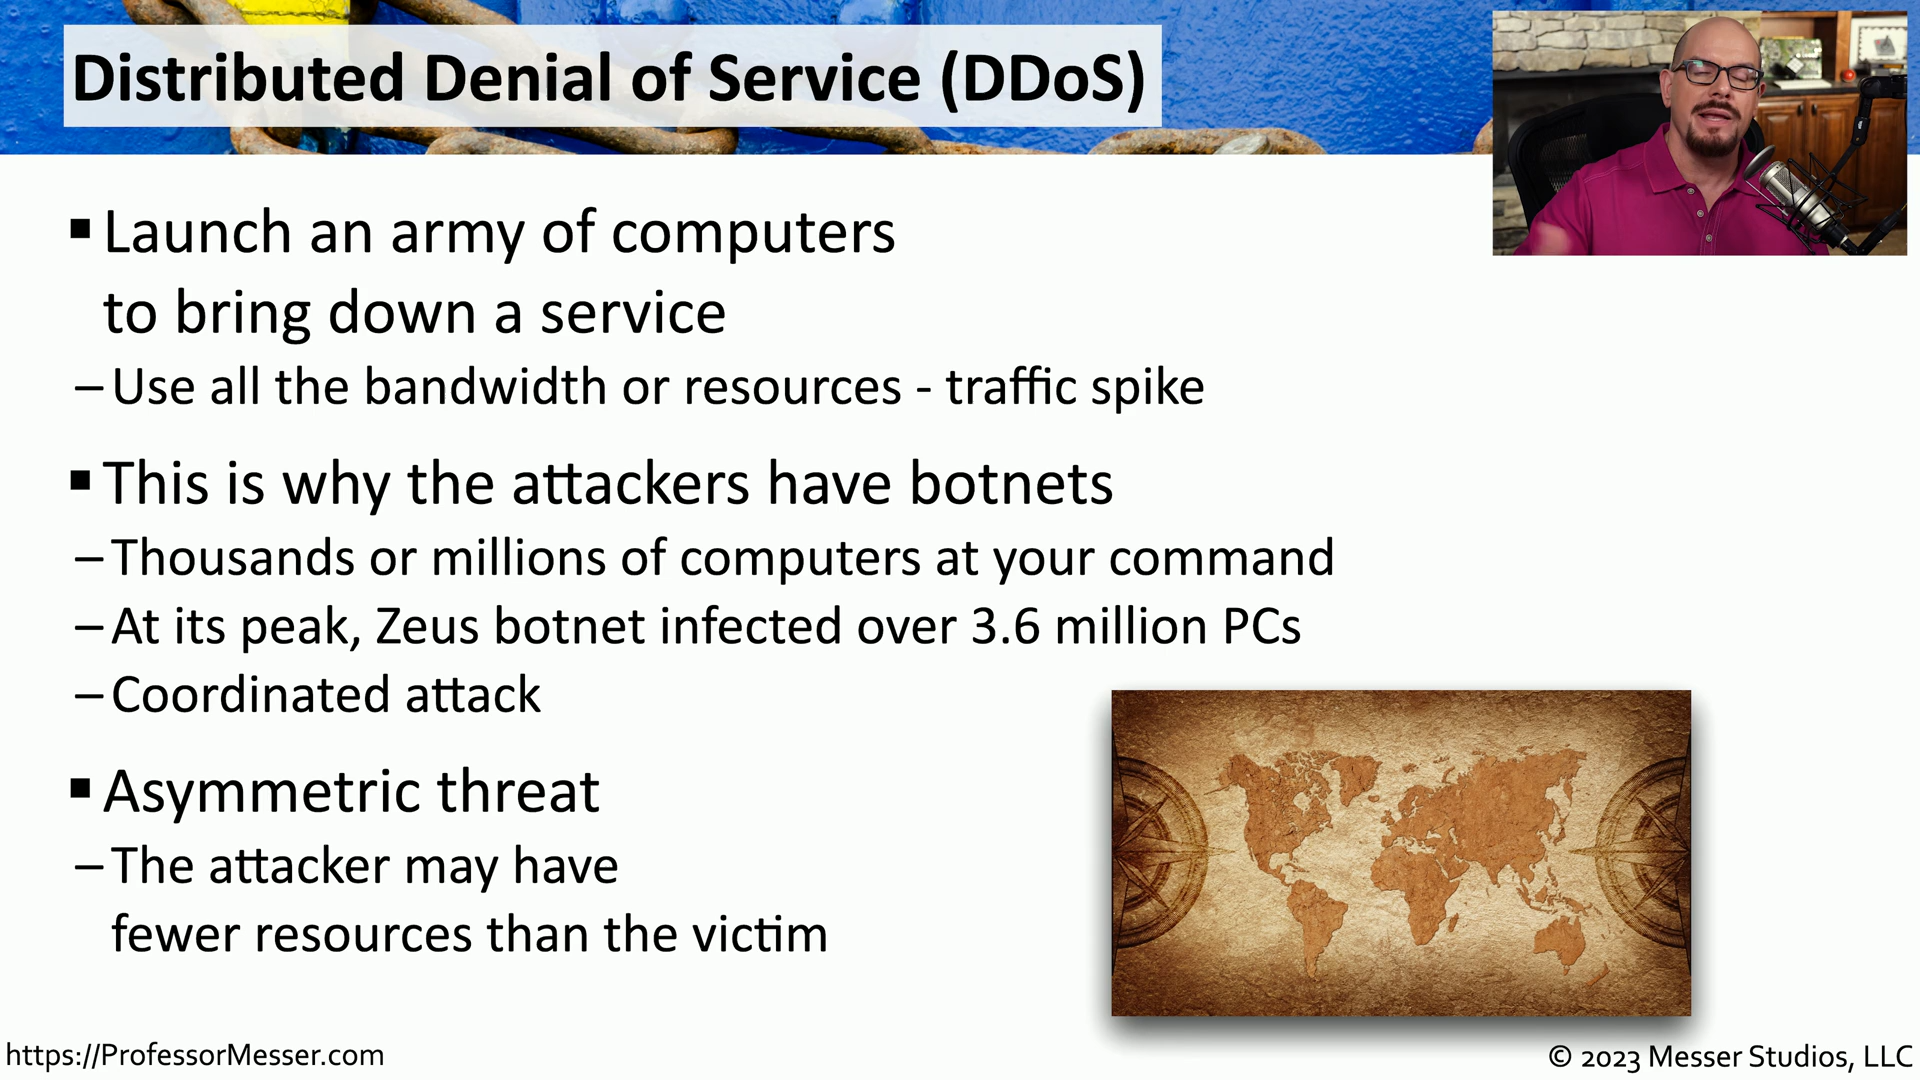 Distributed Denial of Service (DDoS)
▪ Launch an army of computers
to bring down a service
– Use all the bandwidth or resources - traffic spike
▪ This is why the attackers have botnets
– Thousands or millions of computers at your command
– At its peak, Zeus botnet infected over 3.6 million PCs
– Coordinated attack
▪ Asymmetric threat
– The attacker may have
fewer resources than the victim
https://ProfessorMesser.com
© 2023 Messer Studios, LLC